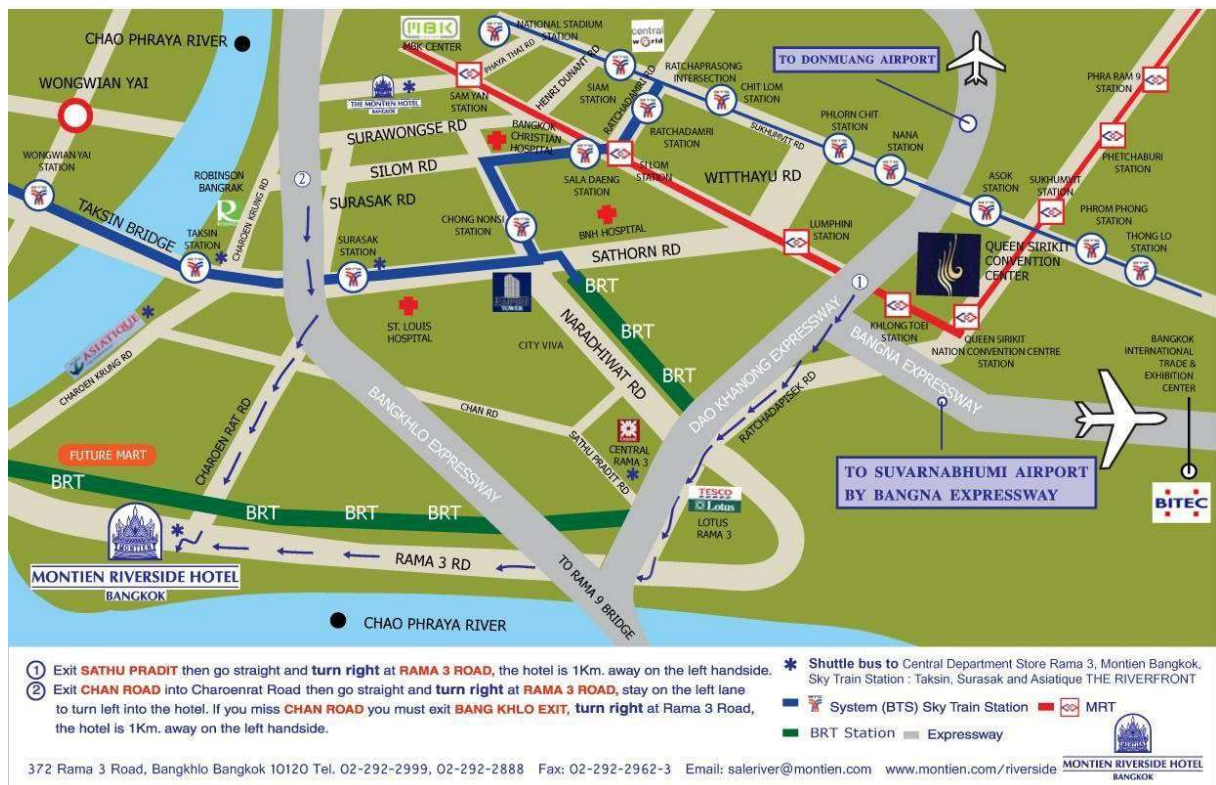 CHAO PHRAYA RIVER
WONGWIAN YAI
WONGWIAN YAI
STATION
MBK
MBK CENTER
NATIONAL STADIUM
STATION
central
world
PHAYA THAI RD
HENRI DUNANT RD
SIAM
STATION
RATCHADAMRI RD
RATCHAPRASONG
INTERSECTION
CHIT LOM
STATION
TO DONMUANG AIRPORT
PHRA RAM 9
STATION
THE MONTIEN HOTEL
BANGKOK
SAM YAN
STATION
SURAWONGSE RD
BANGKOK
CHRISTIAN
HOSPITAL
RATCHADAMRI
STATION
SUKHUMVIT RD
PHLORN CHIT
STATION
NANA
STATION
PHETCHABURI
STATION
SILOM RD
SALA DAENG
STATION
SI LOM
STATION
WITTHAYU RD
ASOK
STATION
SUKHUMVIT
STATION
PHROM PHONG
STATION
THONG LO
STATION
ROBINSON
BANGRAK
CHAROEN KRUNG RD
2
SURASAK RD
CHONG NONSI
STATION
BNH HOSPITAL
LUMPHINI
STATION
TAKSIN BRIDGE
TAKSIN
STATION
SURASAK
STATION
SATHORN RD
QUEEN SIRIKIT
CONVENTION
CENTER
ASIATIQUE
CHAROEN KRUNG RD
ST. LOUIS
HOSPITAL
EMPIRE
TOWER
BRT
BRT
BRT
CITY VIVA
NARADHIWAT RD
1
KHLONG TOEI
STATION
QUEEN SIRIKIT
NATION CONVENTION CENTRE
STATION
BANGKOK
INTERNATIONAL
TRADE &
EXHIBITION
CENTER
BANGNA EXPRESSWAY
DAO KHANONG EXPRESSWAY
RATCHADAPISEK RD
CHAN RD
SATHU PRADIT RD
Central
CENTRAL
RAMA 3
BANGKHLO EXPRESSWAY
CHAROEN RAT RD
FUTURE MART
BRT
BRT
BRT
BRT
TESCO
Lotus
LOTUS
RAMA 3
TO SUVARNABHUMI AIRPORT
BY BANGNA EXPRESSWAY
BITEC
MONTIEN
MONTIEN RIVERSIDE HOTEL
BANGKOK
RAMA 3 RD
TO RAMA 9 BRIDGE
CHAO PHRAYA RIVER
1 Exit SATHU PRADIT then go straight and turn right at RAMA 3 ROAD, the hotel is 1Km. away on the left handside.
2 Exit CHAN ROAD into Charoenrat Road then go straight and turn right at RAMA 3 ROAD, stay on the left lane
to turn left into the hotel. If you miss CHAN ROAD you must exit BANG KHLO EXIT, turn right at Rama 3 Road,
the hotel is 1Km. away on the left handside.
* Shuttle bus to Central Department Store Rama 3, Montien Bangkok,
Sky Train Station : Taksin, Surasak and Asiatique THE RIVERFRONT
System (BTS) Sky Train Station MRT
BRT Station Expressway
372 Rama 3 Road, Bangkhlo Bangkok 10120 Tel. 02-292-2999, 02-292-2888 Fax: 02-292-2962-3 Email: saleriver@montien.com www.montien.com/riverside
MONTIEN
MONTIEN RIVERSIDE HOTEL
BANGKOK